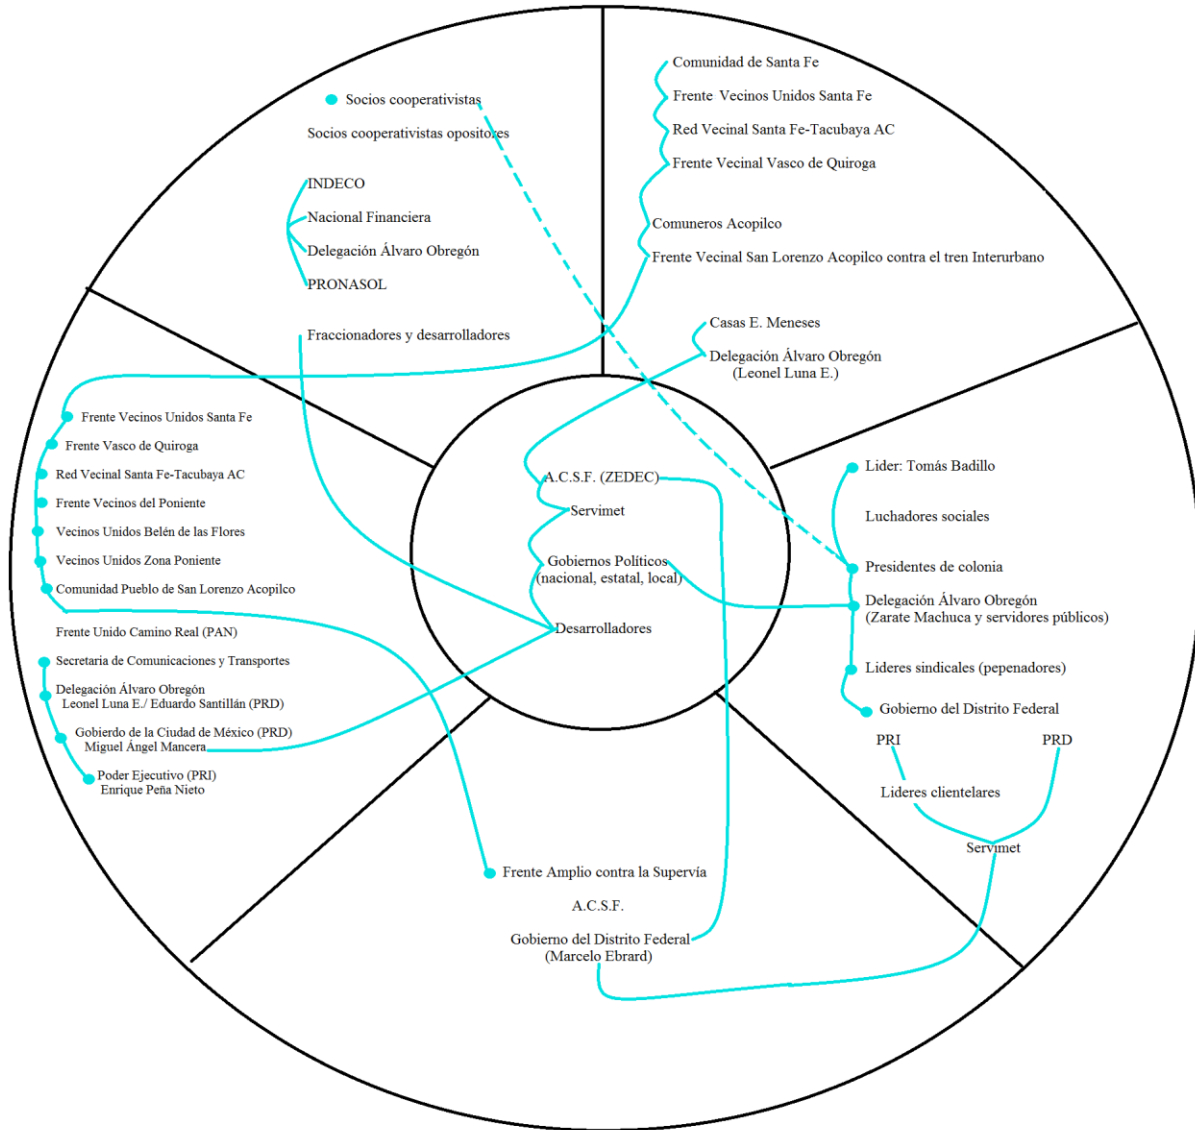 Socios cooperativistas
Socios cooperativistas opositores
INDECO
Nacional Financiera
Delegación Álvaro Obregón
PRONASOL
Fraccionadores y desarrolladores
Comunidad de Santa Fe
Frente Vecinos Unidos Santa Fe
Red Vecinal Santa Fe-Tacubaya AC
Frente Vecinal Vasco de Quiroga
Comuneros Acopilco
Frente Vecinal San Lorenzo Acopilco contra el tren Interurbano
Casas E. Meneses
Delegación Álvaro Obregón
(Leonel Luna E.)
Frente Vecinos Unidos Santa Fe
Frente Vasco de Quiroga
Red Vecinal Santa Fe-Tacubaya AC
Frente Vecinos del Poniente
Vecinos Unidos Belén de las Flores
Vecinos Unidos Zona Poniente
Comunidad Pueblo de San Lorenzo Acopilco
Frente Unido Camino Real (PAN)
Secretaria de Comunicaciones y Transportes
Delegación Álvaro Obregón
Leonel Luna E./ Eduardo Santillán (PRD)
Gobierdo de la Ciudad de México (PRD)
Miguel Ángel Mancera
Poder Ejecutivo (PRI)
Enrique Peña Nieto
A.C.S.F. (ZEDEC)
Servimet
Gobiernos Políticos
(nacional, estatal, local)
Desarrolladores
Lider: Tomás Badillo
Luchadores sociales
Presidentes de colonia
Delegación Álvaro Obregón
(Zarate Machuca y servidores públicos)
Lideres sindicales (pepenadores)
Gobierno del Distrito Federal
PRI PRD
Lideres clientelares
Servimet
Frente Amplio contra la Supervía
A.C.S.F.
Gobierno del Distrito Federal
(Marcelo Ebrard)